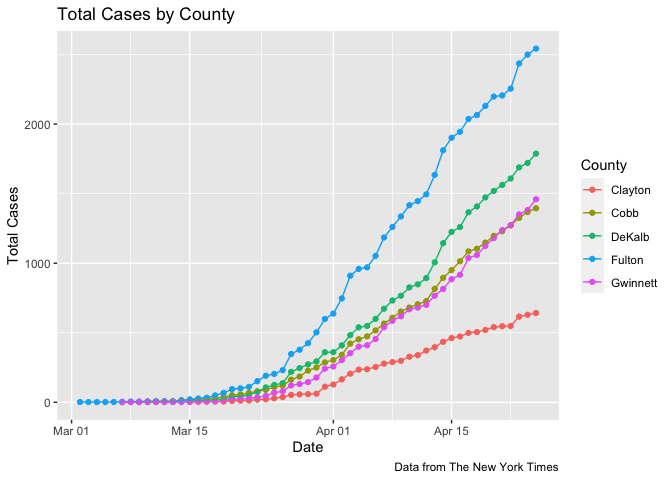 Total Cases by County
Total Cases
2000
1000
0
Mar 01
Mar 15
Apr 01
Apr 15
Date
County
Clayton
Cobb
DeKalb
Fulton
Gwinnett
Data from The New York Times